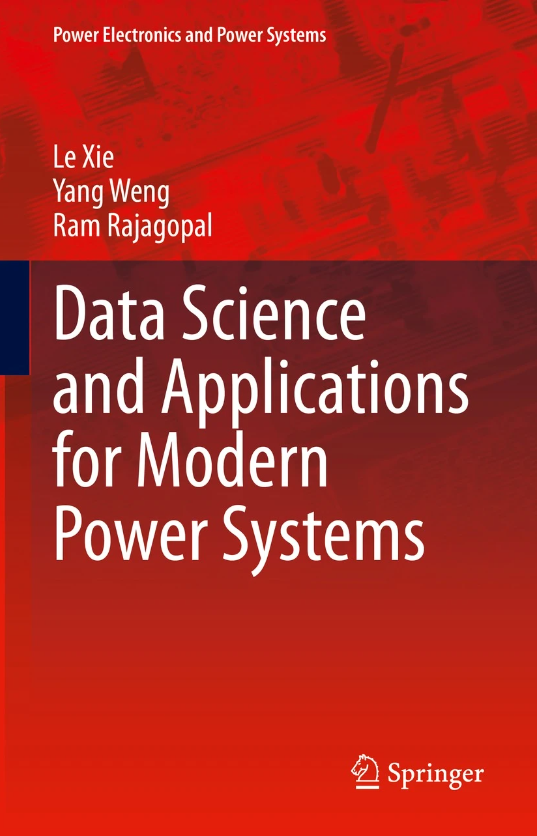 Power Electronics and Power Systems
Le Xie
Yang Weng
Ram Rajagopal
Data Science
and Applications
for Modern
Power Systems
Springer